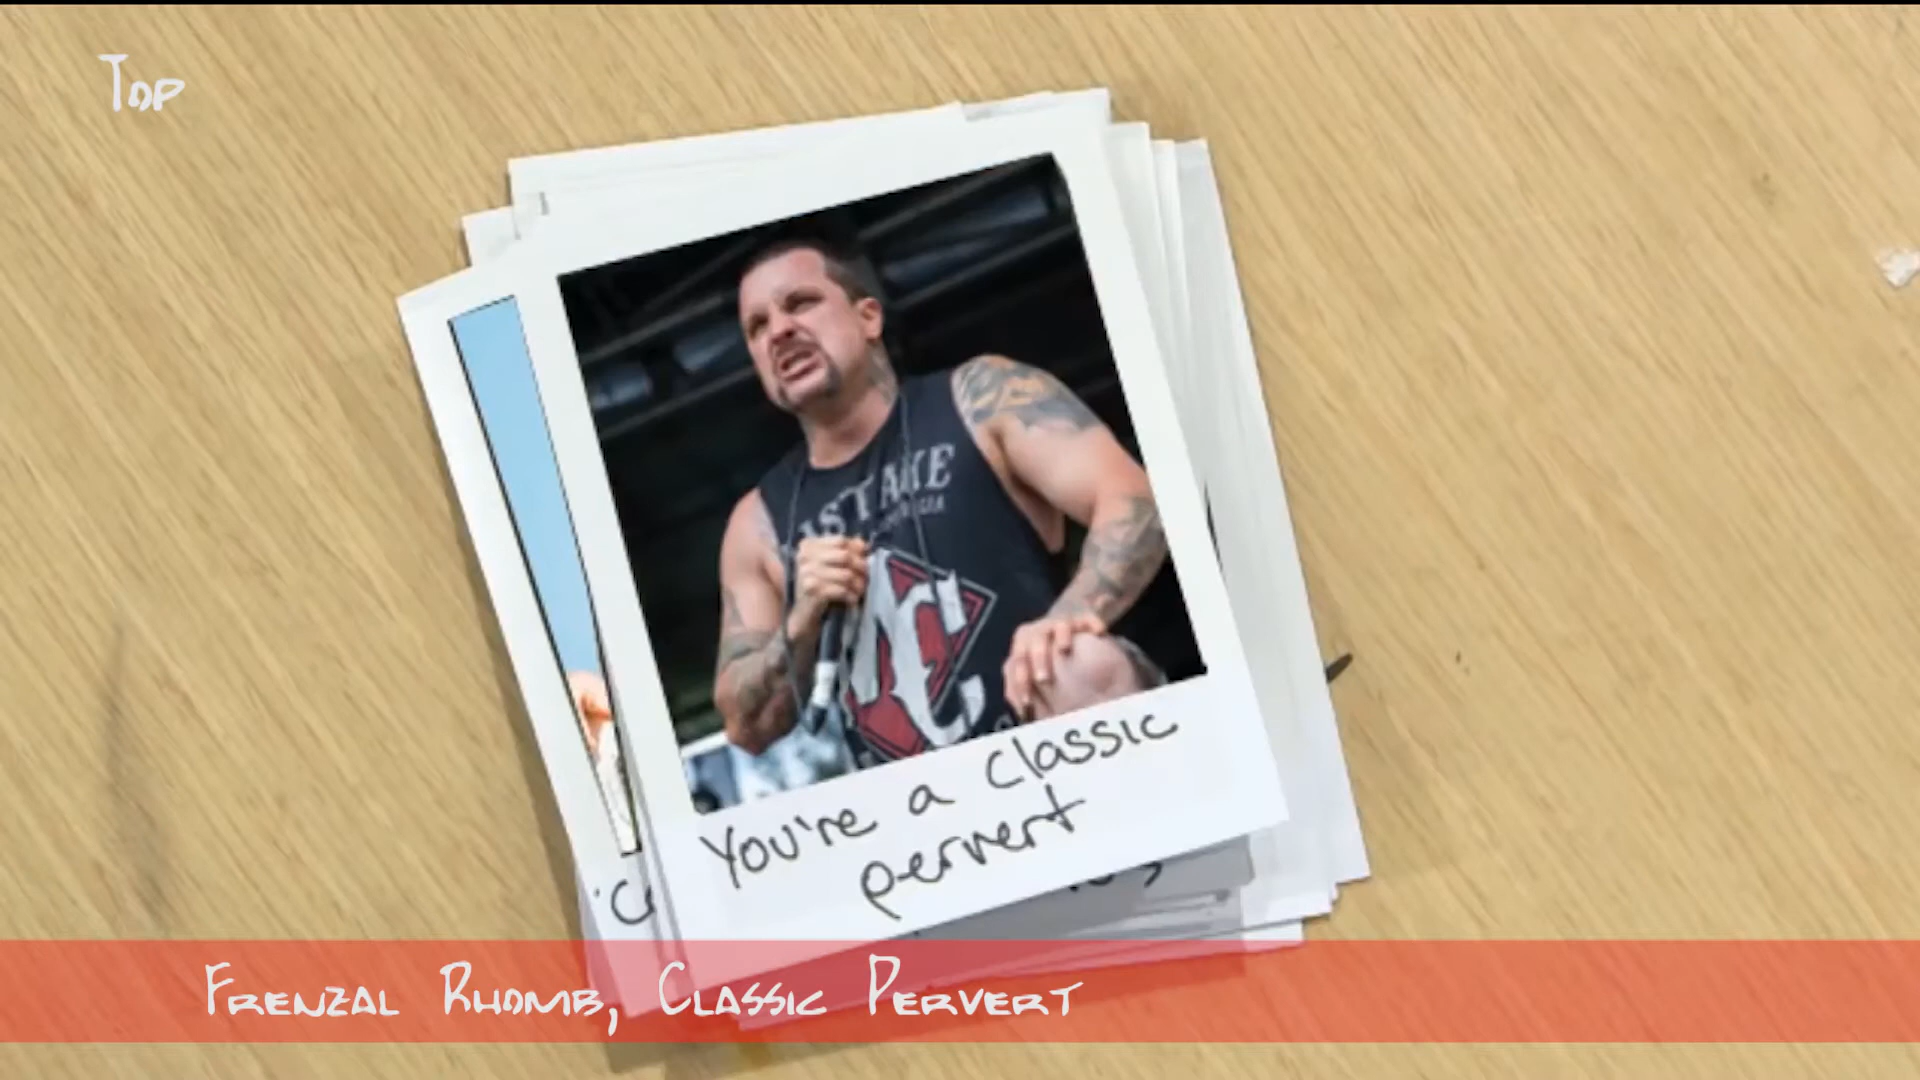 Top
You're a classic
pervert
Frenzal Rhomb, Classic Pervert